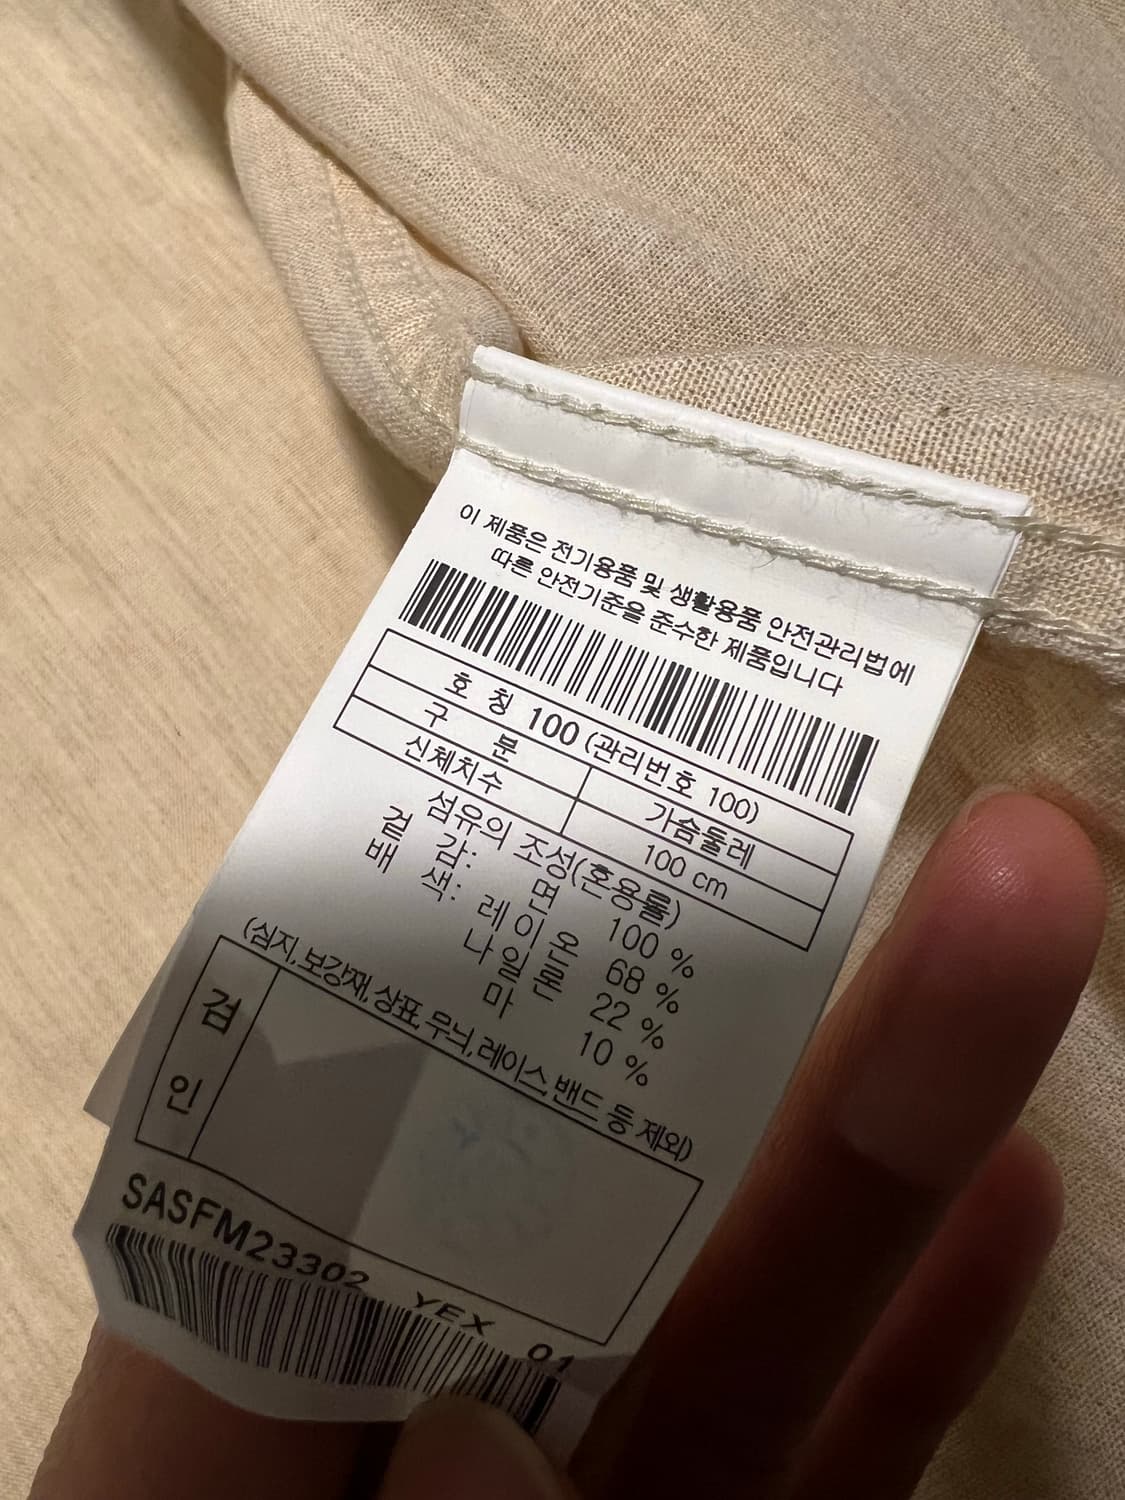 이 제품은 전기용품 및 생활용품 안전관리법에
따른 안전기준을 준수한 제품입니다
호 칭 100 (관리번호 100)
구 분 가슴둘레
신체치수 100 cm
섬유의 조성(혼용률)
겉 감: 면 100 %
배 색: 레이온 68 %
나일론 22 %
마 10 %
(심지, 보강재, 상표, 무늬, 레이스, 밴드 등 제외)
검
인
SASFM23302 YEX 01